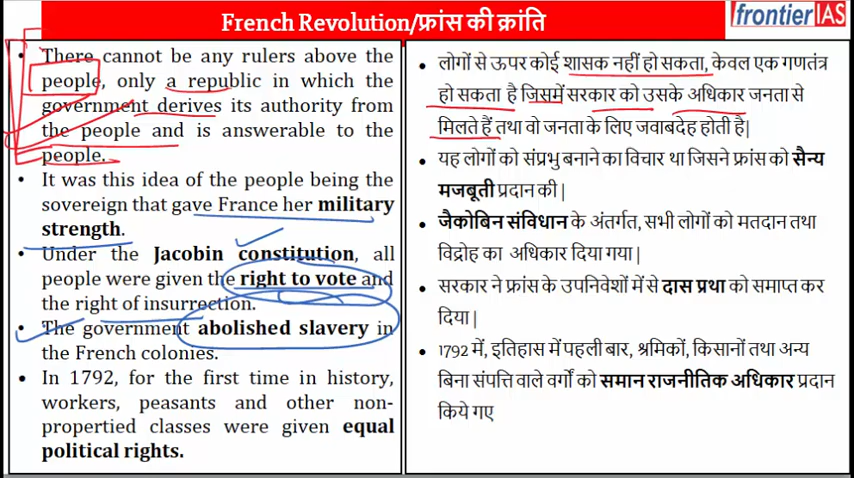 French Revolution/फ्रांस की क्रांति
frontier IAS
• There cannot be any rulers above the
people, only a republic in which the
government derives its authority from
the people and is answerable to the
people.
• It was this idea of the people being the
sovereign that gave France her military
strength.
• Under the Jacobin constitution, all
people were given the right to vote and
the right of insurrection.
• The government abolished slavery in
the French colonies.
• In 1792, for the first time in history,
workers, peasants and other non-
propertied classes were given equal
political rights.
• लोगों से ऊपर कोई शासक नहीं हो सकता, केवल एक गणतंत्र
हो सकता है जिसमें सरकार को उसके अधिकार जनता से
मिलते हैं तथा वो जनता के लिए जवाबदेह होती है|
• यह लोगों को संप्रभु बनाने का विचार था जिसने फ्रांस को सैन्य
मजबूती प्रदान की |
• जैकोबिन संविधान के अंतर्गत, सभी लोगों को मतदान तथा
विद्रोह का अधिकार दिया गया |
• सरकार ने फ्रांस के उपनिवेशों में से दास प्रथा को समाप्त कर
दिया |
• 1792 में, इतिहास में पहली बार, श्रमिकों, किसानों तथा अन्य
बिना संपत्ति वाले वर्गों को समान राजनीतिक अधिकार प्रदान
किये गए